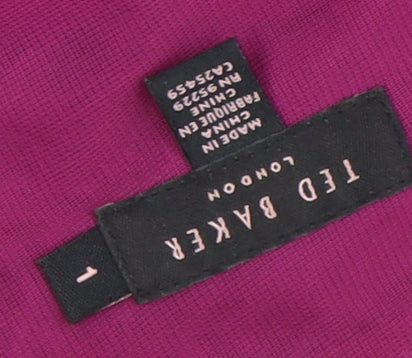 TED BAKER
LONDON
MADE IN
CHINA
FABRIQUE EN
CHINE
RN 95229
CA25459
1